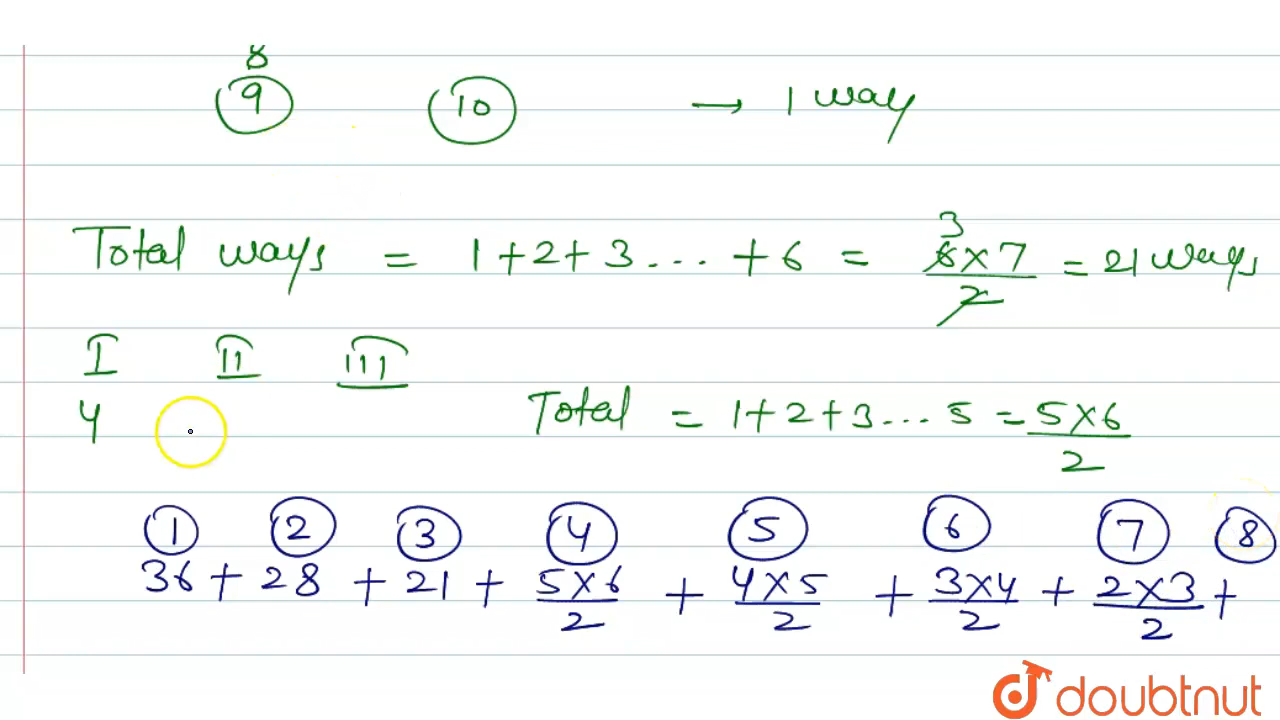 8
9 10 → 1 way
3
Total ways = 1+2+3...+6 = 6×7/2 = 21 ways
I II III
4 Total = 1+2+3...5 = 5×6/2
1 2 3 4 5 6 7 8
36 + 28 + 21 + 5×6/2 + 4×5/2 + 3×4/2 + 2×3/2 +
doubtnut